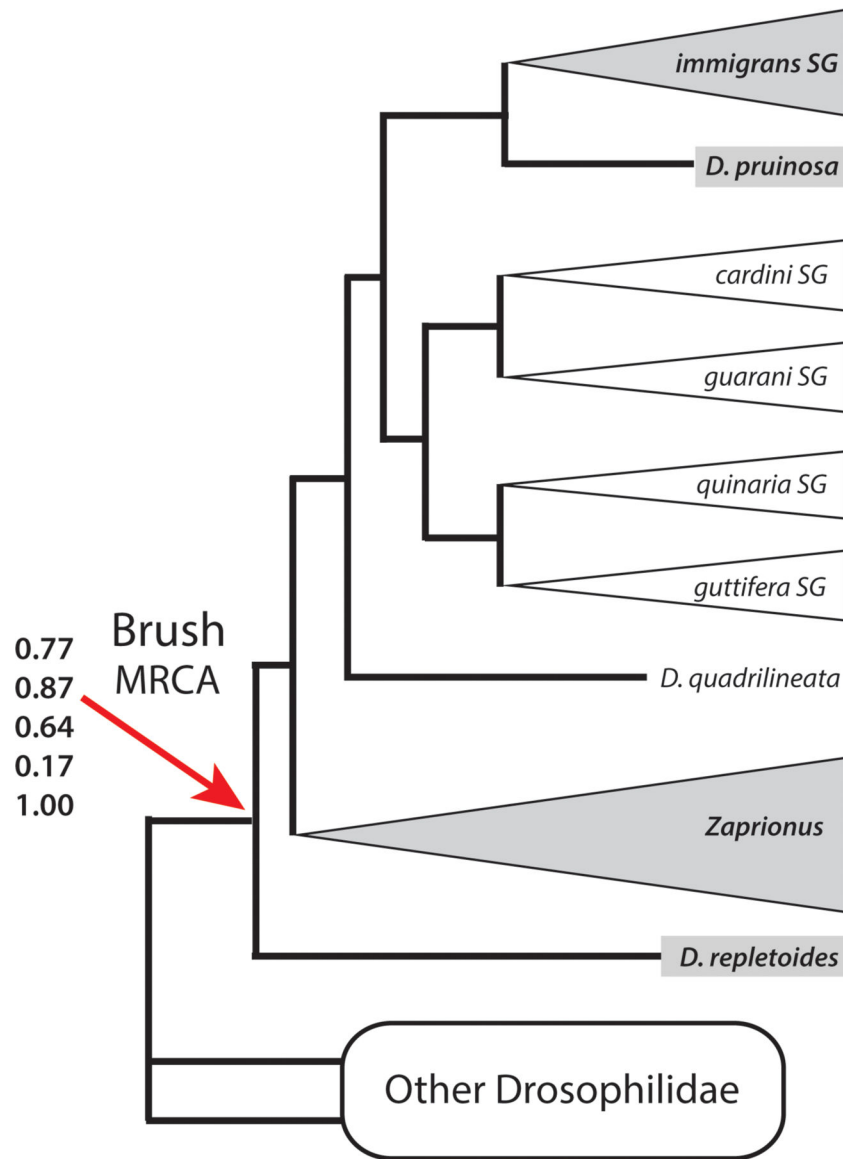 immigrans SG
D. pruinosa
cardini SG
guarani SG
quinaria SG
guttifera SG
Brush
MRCA
0.77
0.87
0.64
0.17
1.00
D. quadrilineata
Zaprionus
D. repletoides
Other Drosophilidae